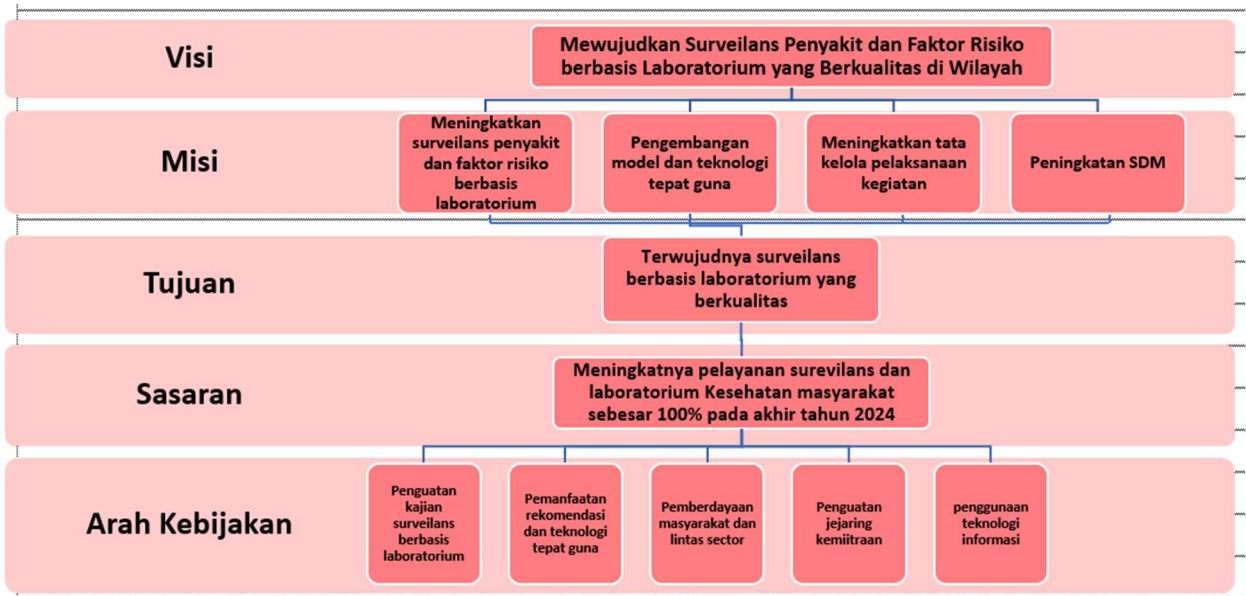 Visi
Mewujudkan Surveilans Penyakit dan Faktor Risiko
berbasis Laboratorium yang Berkualitas di Wilayah
Misi
Meningkatkan
surveilans penyakit
dan faktor risiko
berbasis
laboratorium
Pengembangan
model dan teknologi
tepat guna
Meningkatkan tata
kelola pelaksanaan
kegiatan
Peningkatan SDM
Tujuan
Terwujudnya surveilans
berbasis laboratorium yang
berkualitas
Sasaran
Meningkatnya pelayanan surevilans dan
laboratorium Kesehatan masyarakat
sebesar 100% pada akhir tahun 2024
Arah Kebijakan
Penguatan
kajian
surveilans
berbasis
laboratorium
Pemanfaatan
rekomendasi
dan teknologi
tepat guna
Pemberdayaan
masyarakat dan
lintas sector
Penguatan
jejaring
kemiitraan
penggunaan
teknologi
informasi